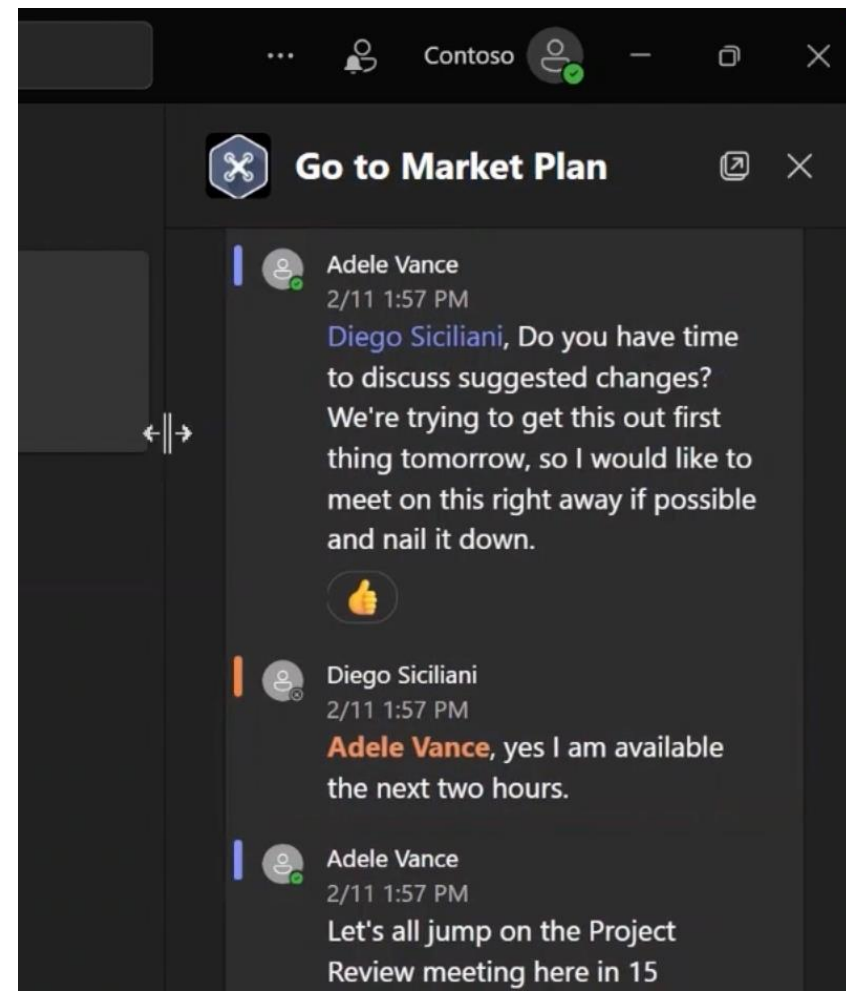 Contoso
Go to Market Plan
Adele Vance
2/11 1:57 PM
Diego Siciliani, Do you have time
to discuss suggested changes?
We're trying to get this out first
thing tomorrow, so I would like to
meet on this right away if possible
and nail it down.
Diego Siciliani
2/11 1:57 PM
Adele Vance, yes I am available
the next two hours.
Adele Vance
2/11 1:57 PM
Let's all jump on the Project
Review meeting here in 15